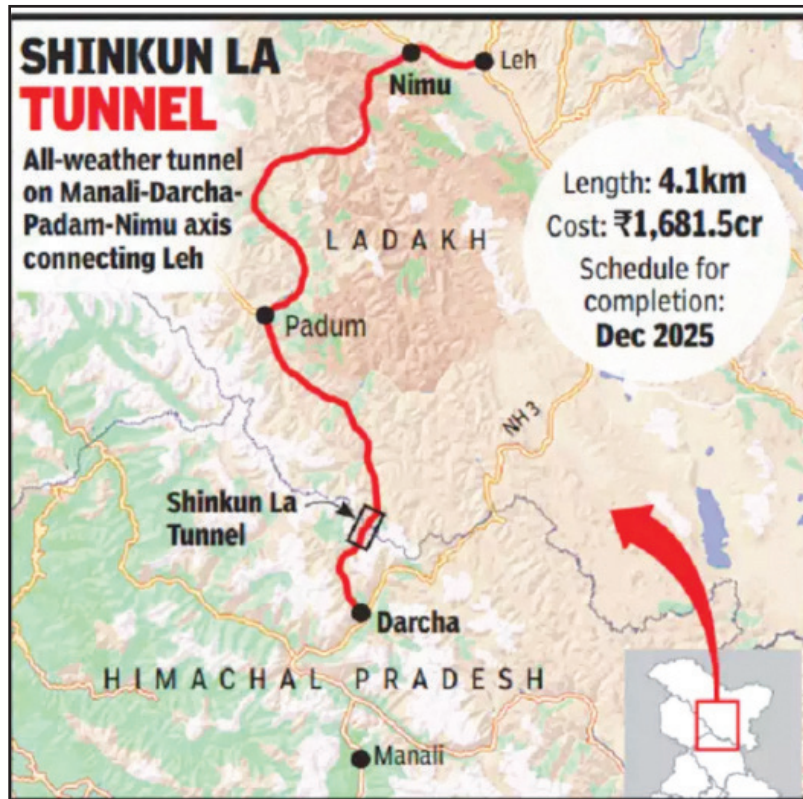 SHINKUN LA
TUNNEL
All-weather tunnel
on Manali-Darcha-
Padam-Nimu axis
connecting Leh
Nimu
Leh
Length: 4.1km
Cost: ₹1,681.5cr
Schedule for
completion:
Dec 2025
LADAKH
Padum
NH 3
Shinkun La
Tunnel
Darcha
HIMACHAL PRADESH
Manali